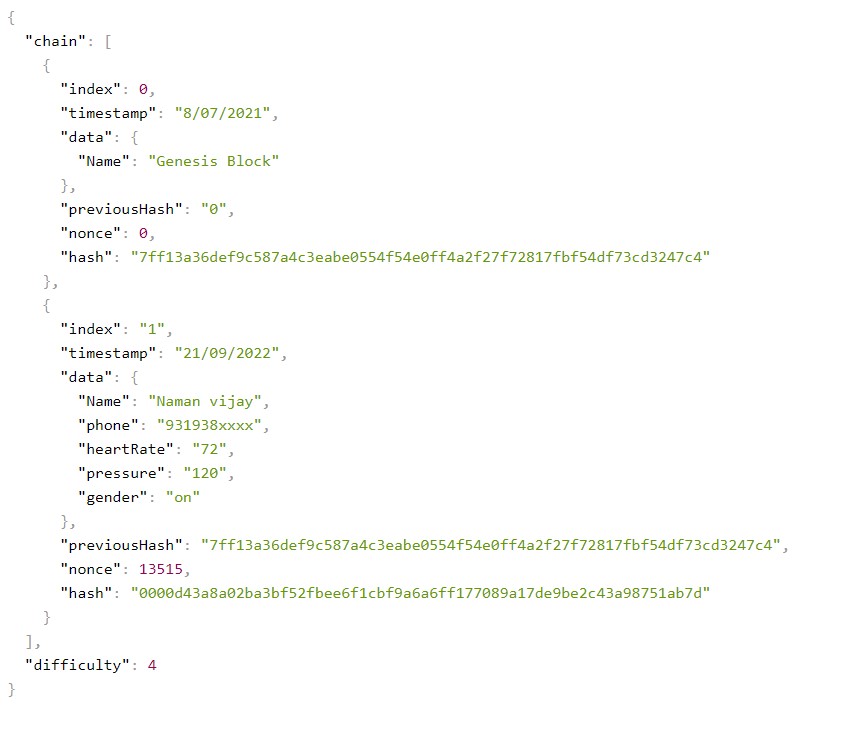 {
"chain": [
{
"index": 0,
"timestamp": "8/07/2021",
"data": {
"Name": "Genesis Block"
},
"previousHash": "0",
"nonce": 0,
"hash": "7ff13a36def9c587a4c3eabe0554f54e0ff4a2f27f72817fbf54df73cd3247c4"
},
{
"index": "1",
"timestamp": "21/09/2022",
"data": {
"Name": "Naman vijay",
"phone": "931938xxxx",
"heartRate": "72",
"pressure": "120",
"gender": "on"
},
"previousHash": "7ff13a36def9c587a4c3eabe0554f54e0ff4a2f27f72817fbf54df73cd3247c4",
"nonce": 13515,
"hash": "0000d43a8a02ba3bf52fbee6f1cbf9a6a6ff177089a17de9be2c43a98751ab7d"
}
],
"difficulty": 4
}